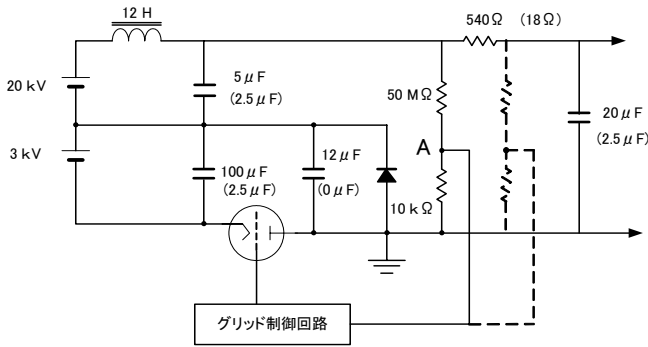 12 H
540Ω (18Ω)
20 kV
5 μF
(2.5 μF)
50 MΩ
20 μF
(2.5 μF)
3 kV
100 μF
(2.5 μF)
12 μF
(0 μF)
A
10 kΩ
グリッド制御回路